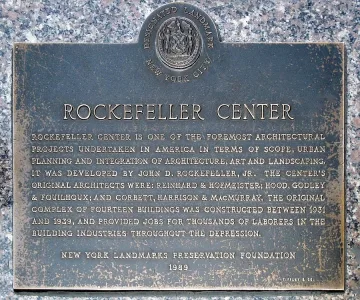 DESIGNATED LANDMARK
NEW YORK CITY
ROCKEFELLER CENTER
ROCKEFELLER CENTER IS ONE OF THE FOREMOST ARCHITECTURAL
PROJECTS UNDERTAKEN IN AMERICA IN TERMS OF SCOPE, URBAN
PLANNING AND INTEGRATION OF ARCHITECTURE, ART AND LANDSCAPING.
IT WAS DEVELOPED BY JOHN D. ROCKEFELLER, JR. THE CENTER'S
ORIGINAL ARCHITECTS WERE: REINHARD & HOFMEISTER; HOOD, GODLEY
& FOUILHOUX; AND CORBETT, HARRISON & MACMURRAY. THE ORIGINAL
COMPLEX OF FOURTEEN BUILDINGS WAS CONSTRUCTED BETWEEN 1931
AND 1939, AND PROVIDED JOBS FOR THOUSANDS OF LABORERS IN THE
BUILDING INDUSTRIES THROUGHOUT THE DEPRESSION.
NEW YORK LANDMARKS PRESERVATION FOUNDATION
1989